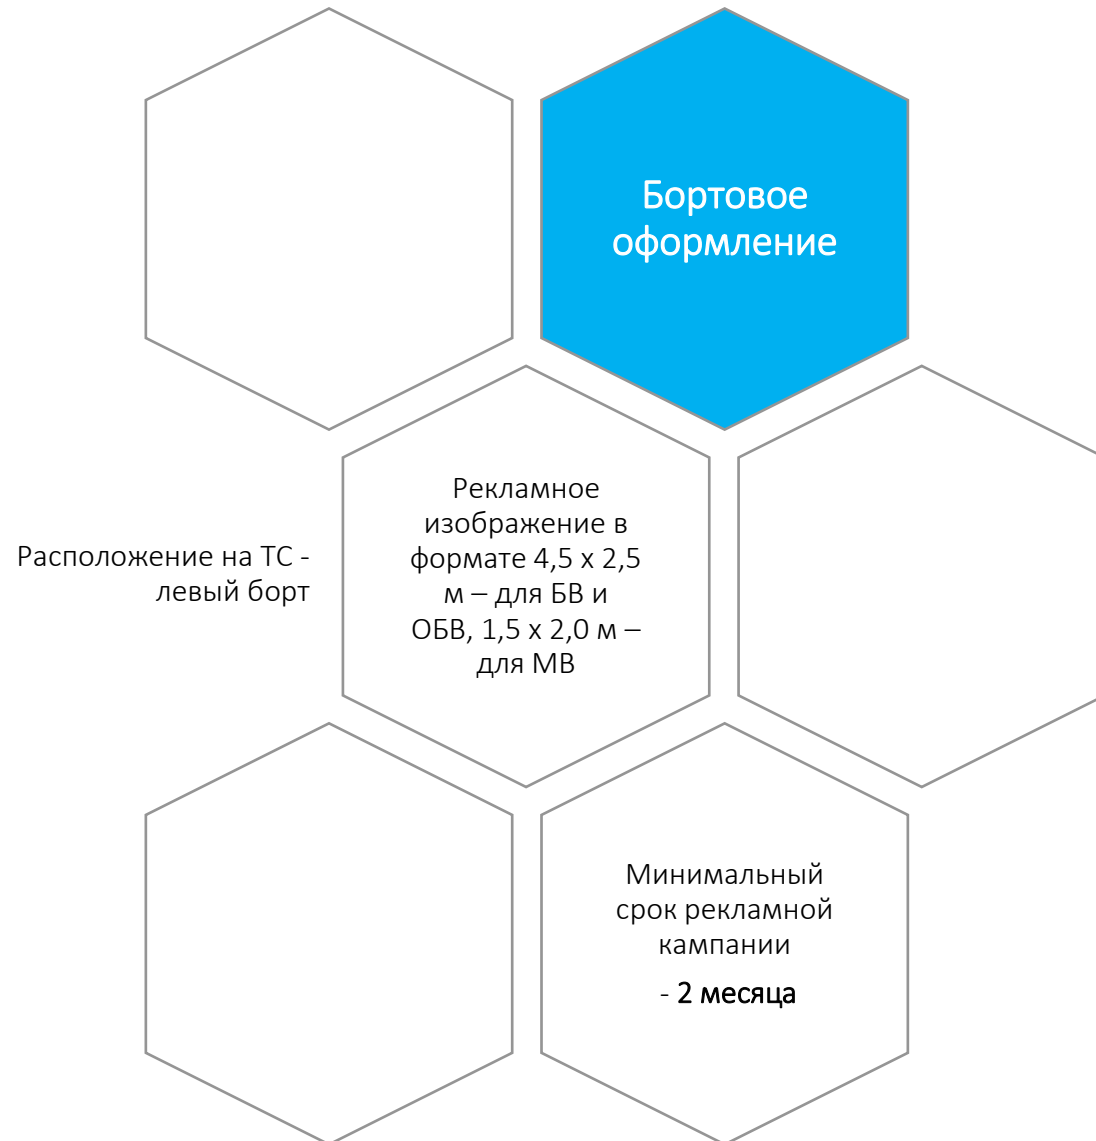 Бортовое
оформление
Расположение на ТС -
левый борт
Рекламное
изображение в
формате 4,5 х 2,5
м – для БВ и
ОБВ, 1,5 х 2,0 м –
для МВ
Минимальный
срок рекламной
кампании
- 2 месяца